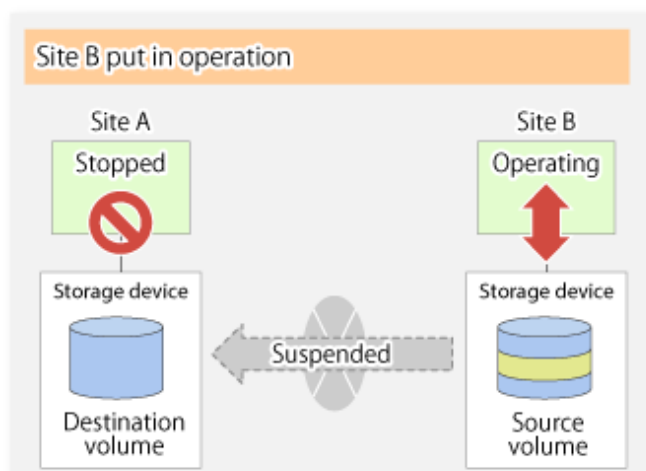 Site B put in operation
Site A
Site B
Stopped
Operating
Storage device
Storage device
Suspended
Destination
volume
Source
volume